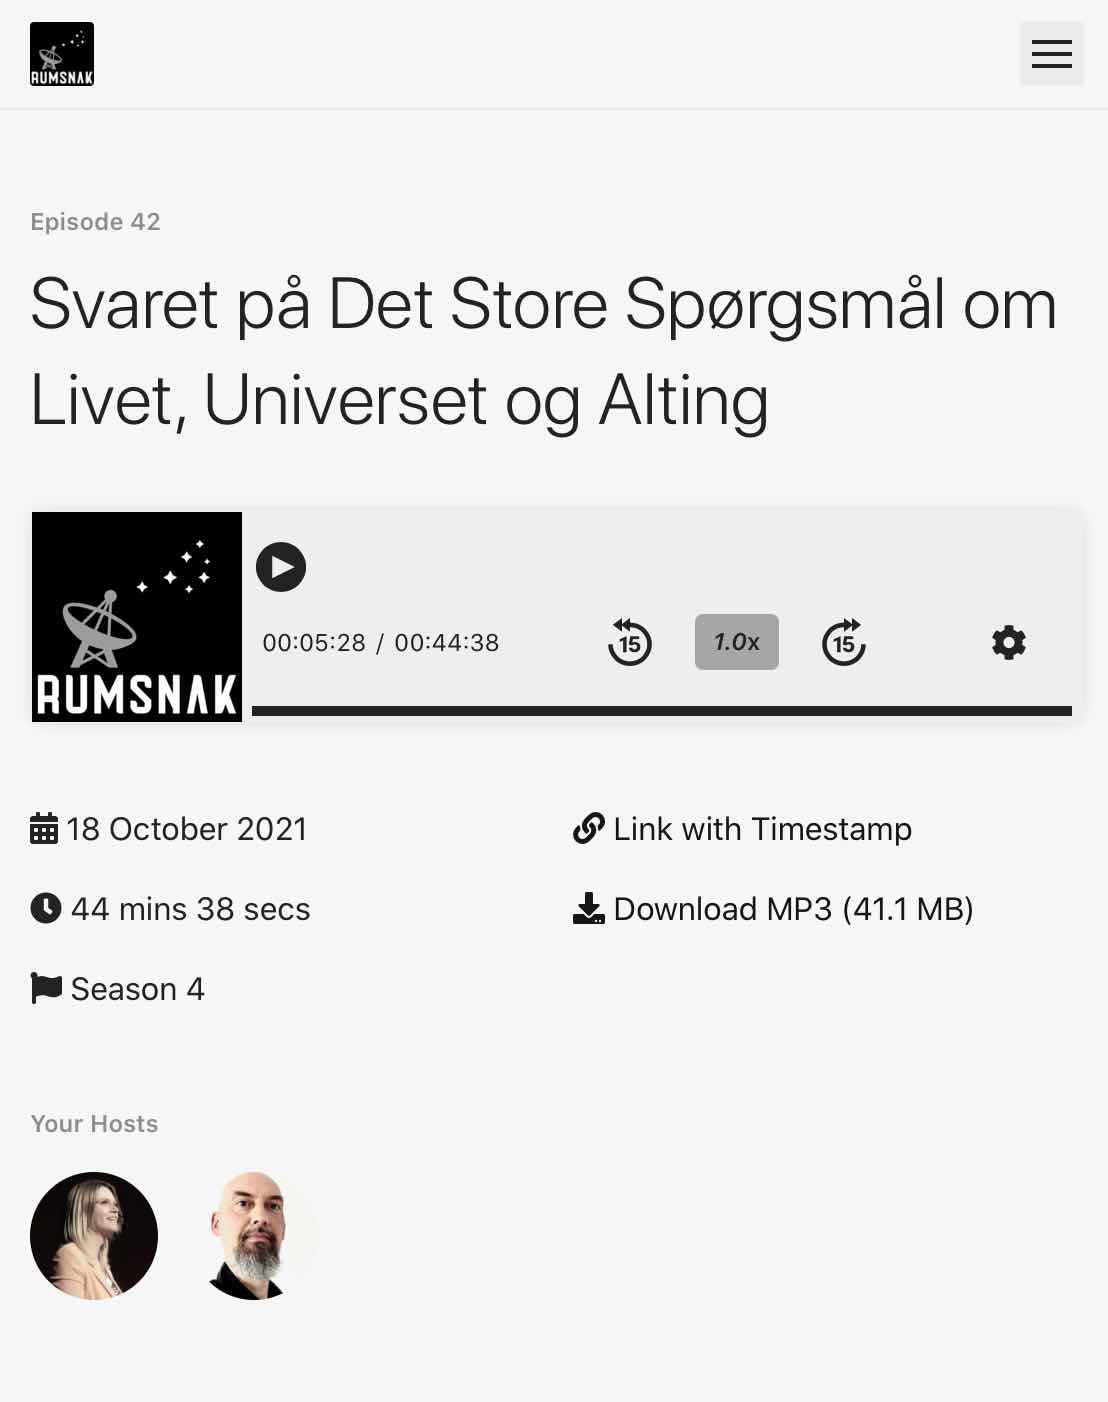 RUMSNAK
Episode 42
Svaret på Det Store Spørgsmål om
Livet, Universet og Alting
RUMSNAK
00:05:28 / 00:44:38
15
1.0x
15
18 October 2021
Link with Timestamp
44 mins 38 secs
Download MP3 (41.1 MB)
Season 4
Your Hosts